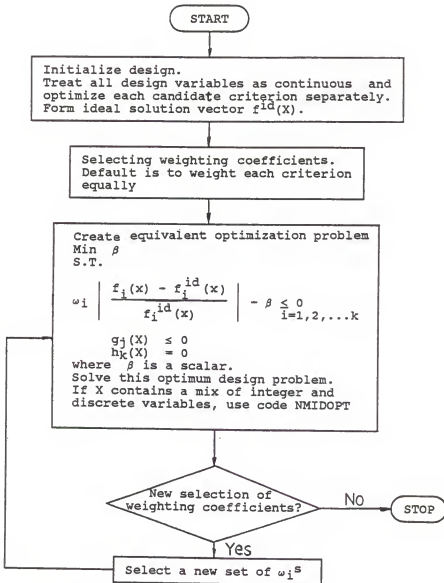 START
Initialize design.
Treat all design variables as continuous and
optimize each candidate criterion separately.
Form ideal solution vector f^id(X).
Selecting weighting coefficients.
Default is to weight each criterion
equally
Create equivalent optimization problem
Min β
S.T.
ω_i | (f_i(x) - f_i^id(x)) / f_i^id(x) | - β ≤ 0
i=1,2,...k
g_j(X) ≤ 0
h_k(X) = 0
where β is a scalar.
Solve this optimum design problem.
If X contains a mix of integer and
discrete variables, use code NMIDOPT
New selection of
weighting coefficients?
No
STOP
Yes
Select a new set of ω_i^s